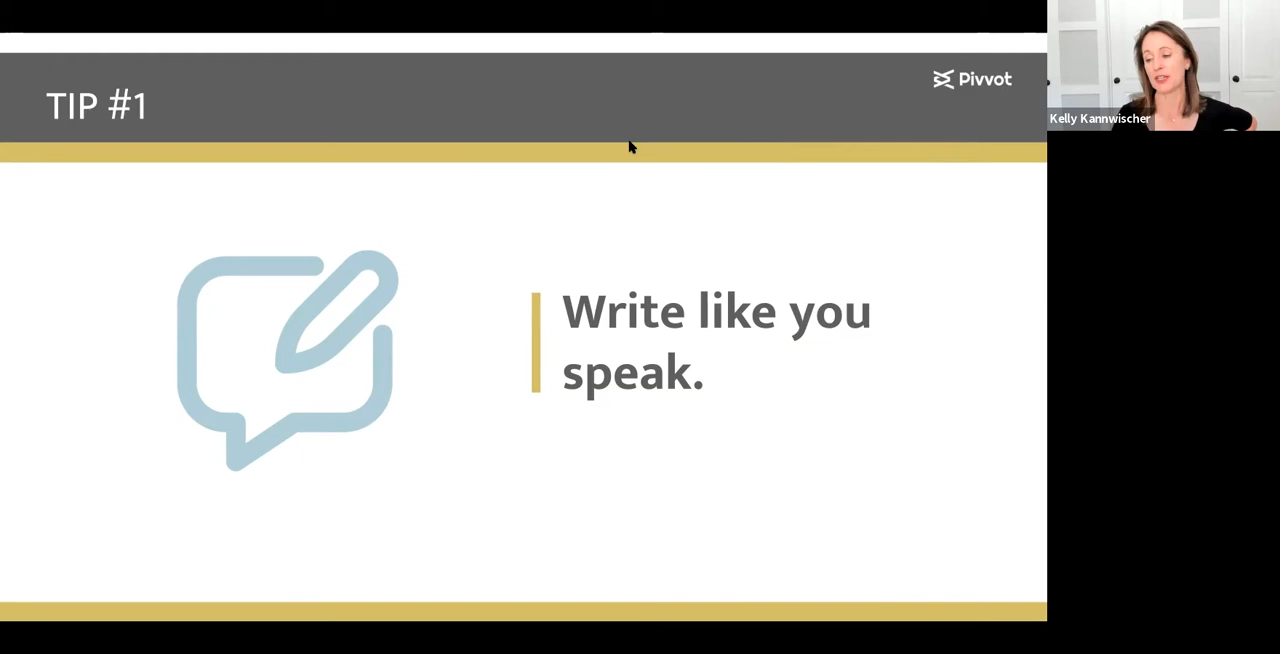 TIP #1
Pivvot
Kelly Kannwischer
Write like you
speak.